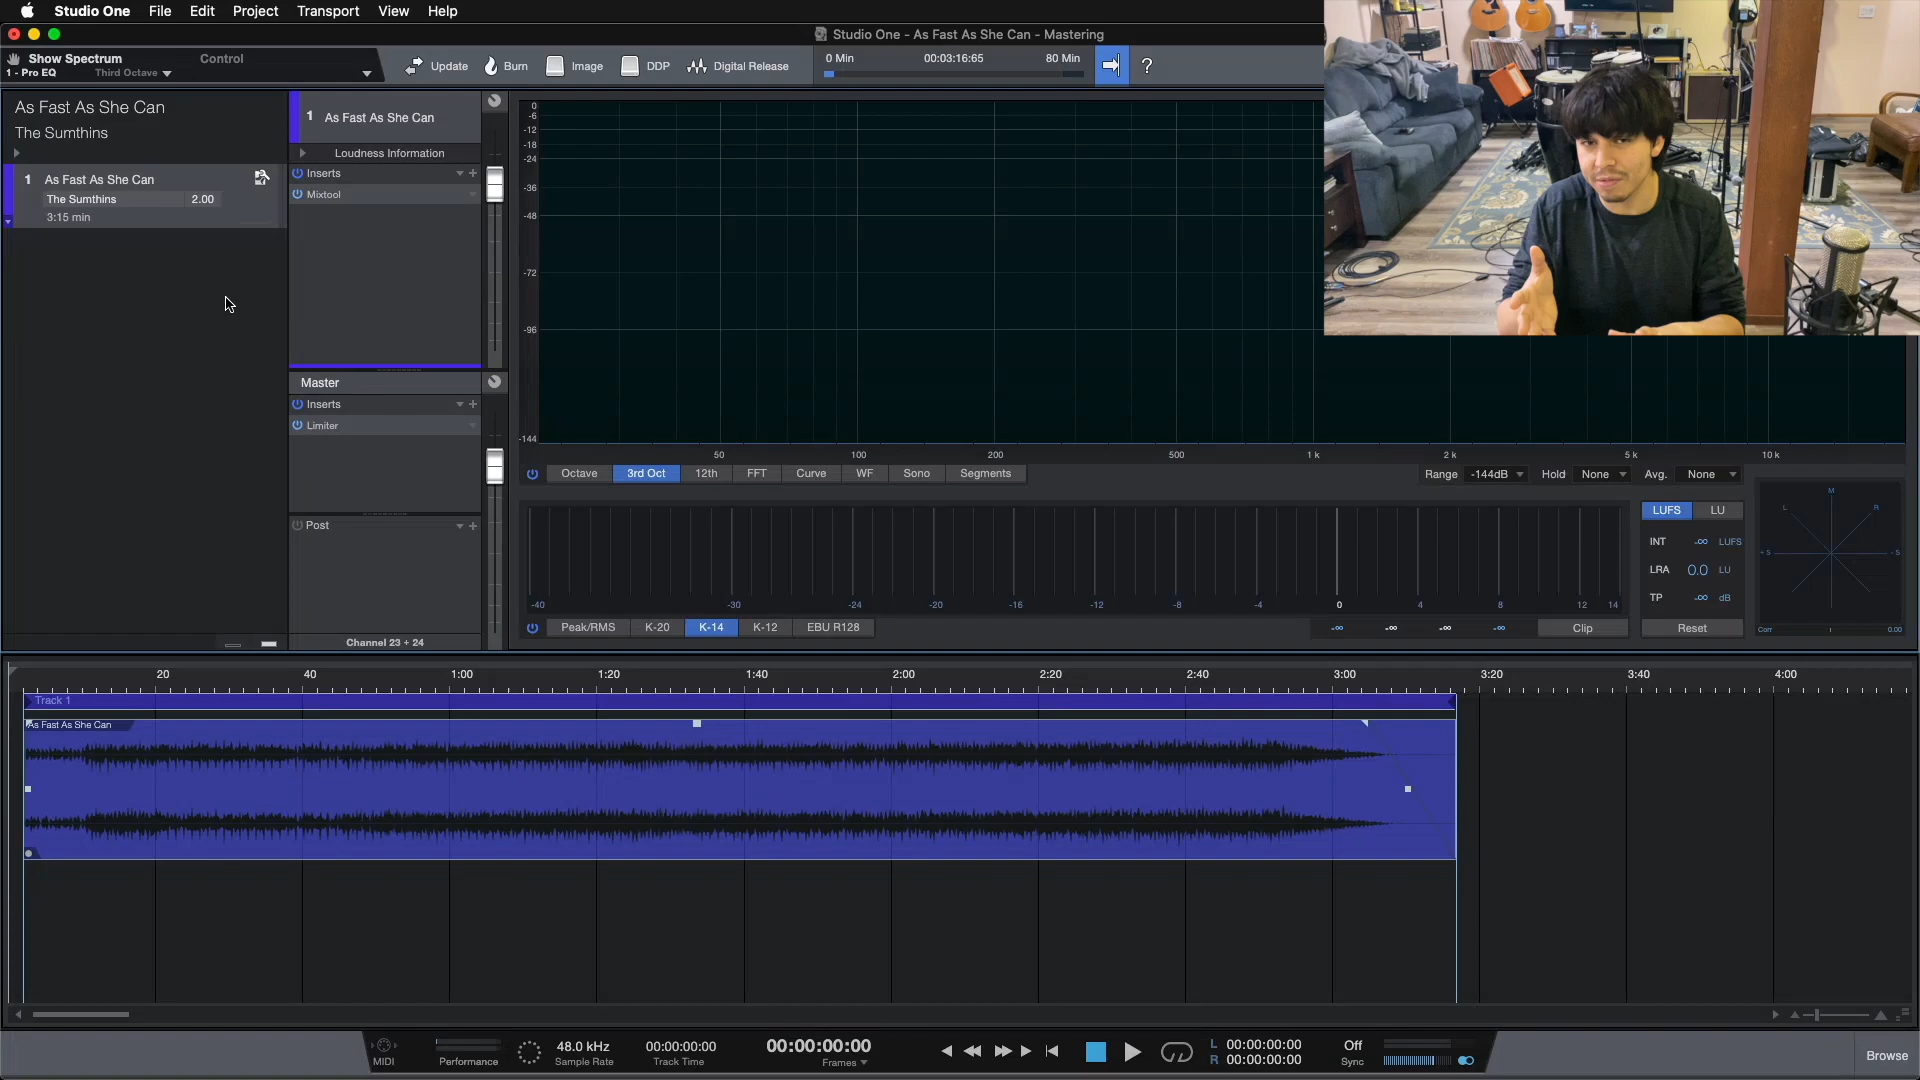 Studio One File Edit Song Project Transport View Help
Studio One - As Fast As She Can - Mastering
Show Spectrum Control
1 - Pro EQ Third Octave
Update Burn Image DDP Digital Release
0 Min 00:03:16:65 80 Min
?
As Fast As She Can
The Sumthins
1 As Fast As She Can
The Sumthins 2.00
3:15 min
1 As Fast As She Can
Loudness Information
Inserts
Mixtool
Master
Inserts
Limiter
Post
Channel 23 + 24
0
-6
-12
-18
-24
-36
-48
-72
-96
-144
50 100 200 500 1 k 2 k 5 k 10 k
Octave 3rd Oct 12th FFT Curve WF Sono Segments
Range -144dB Hold None Avg. None
-40 -30 -24 -20 -16 -12 -8 -4 0 4 8 12 14
Peak/RMS K-20 K-14 K-12 EBU R128
-∞ -∞ -∞ -∞ Clip
LUFS LU
INT -∞ LUFS
LRA 0.0 LU
TP -∞ dB
Reset
M
L R
+ S - S
Corr 1 0.00
20 40 1:00 1:20 1:40 2:00 2:20 2:40 3:00 3:20 3:40 4:00
Track 1
As Fast As She Can
MIDI
Performance
48.0 kHz
Sample Rate
00:00:00:00
Track Time
00:00:00:00
Frames
L 00:00:00:00
R 00:00:00:00
Off
Sync
Browse